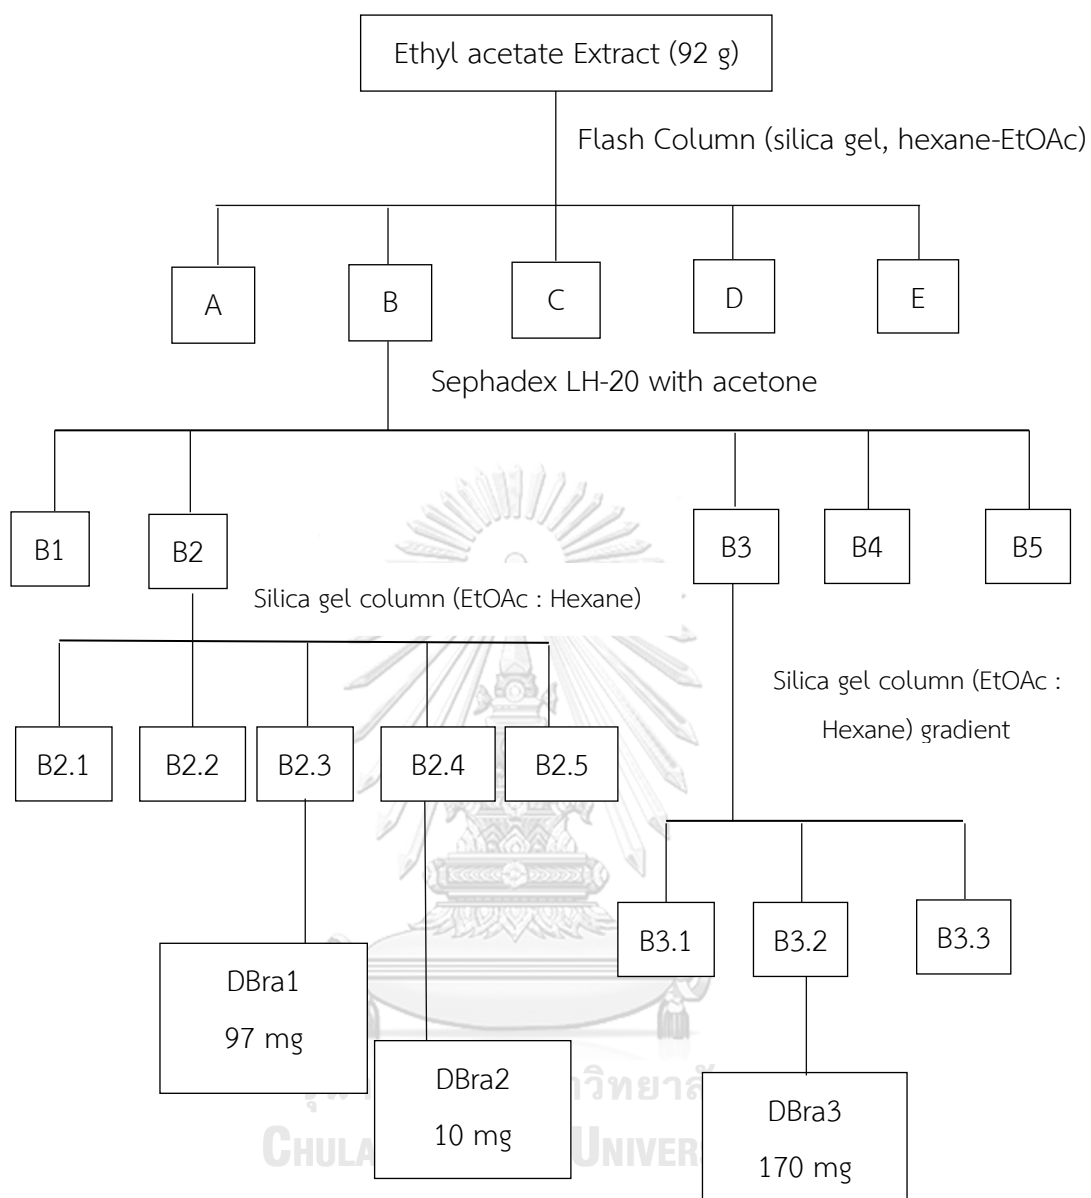 Ethyl acetate Extract (92 g)
Flash Column (silica gel, hexane-EtOAc)
A
B
C
D
E
Sephadex LH-20 with acetone
B1
B2
B3
B4
B5
Silica gel column (EtOAc : Hexane)
Silica gel column (EtOAc :
Hexane) gradient
B2.1
B2.2
B2.3
B2.4
B2.5
B3.1
B3.2
B3.3
DBra1
97 mg
DBra2
10 mg
DBra3
170 mg